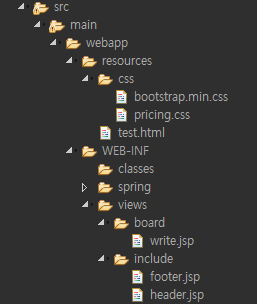 src
main
webapp
resources
css
bootstrap.min.css
pricing.css
test.html
WEB-INF
classes
spring
views
board
write.jsp
include
footer.jsp
header.jsp